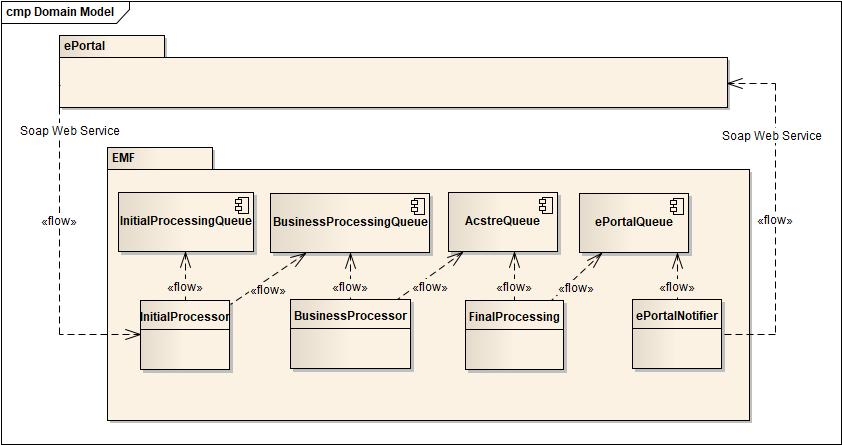 cmp Domain Model
ePortal
Soap Web Service
Soap Web Service
EMF
InitialProcessingQueue
BusinessProcessingQueue
AcstreQueue
ePortalQueue
«flow»
«flow»
«flow»
«flow»
«flow»
«flow»
«flow»
«flow»
«flow»
InitialProcessor
BusinessProcessor
FinalProcessing
ePortalNotifier